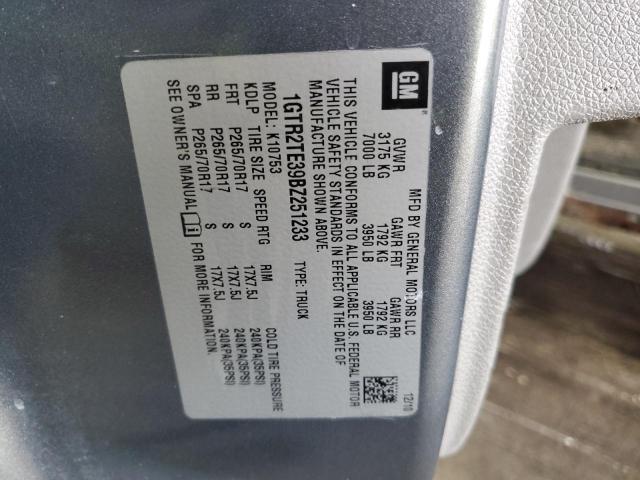 GM
®
MFD BY GENERAL MOTORS LLC 12/10
GVWR GAWR FRT GAWR RR
3175 KG 1792 KG 1792 KG
7000 LB 3950 LB 3950 LB
THIS VEHICLE CONFORMS TO ALL APPLICABLE U.S. FEDERAL MOTOR
VEHICLE SAFETY STANDARDS IN EFFECT ON THE DATE OF
MANUFACTURE SHOWN ABOVE.
1GTR2TE39BZ251233 TYPE: TRUCK
MODEL: K10753
KDLP TIRE SIZE SPEED RTG RIM COLD TIRE PRESSURE
FRT P265/70R17 S 17X7.5J 240KPA(35PSI)
RR P265/70R17 S 17X7.5J 240KPA(35PSI)
SPA P265/70R17 S 17X7.5J 240KPA(35PSI)
SEE OWNER'S MANUAL FOR MORE INFORMATION.